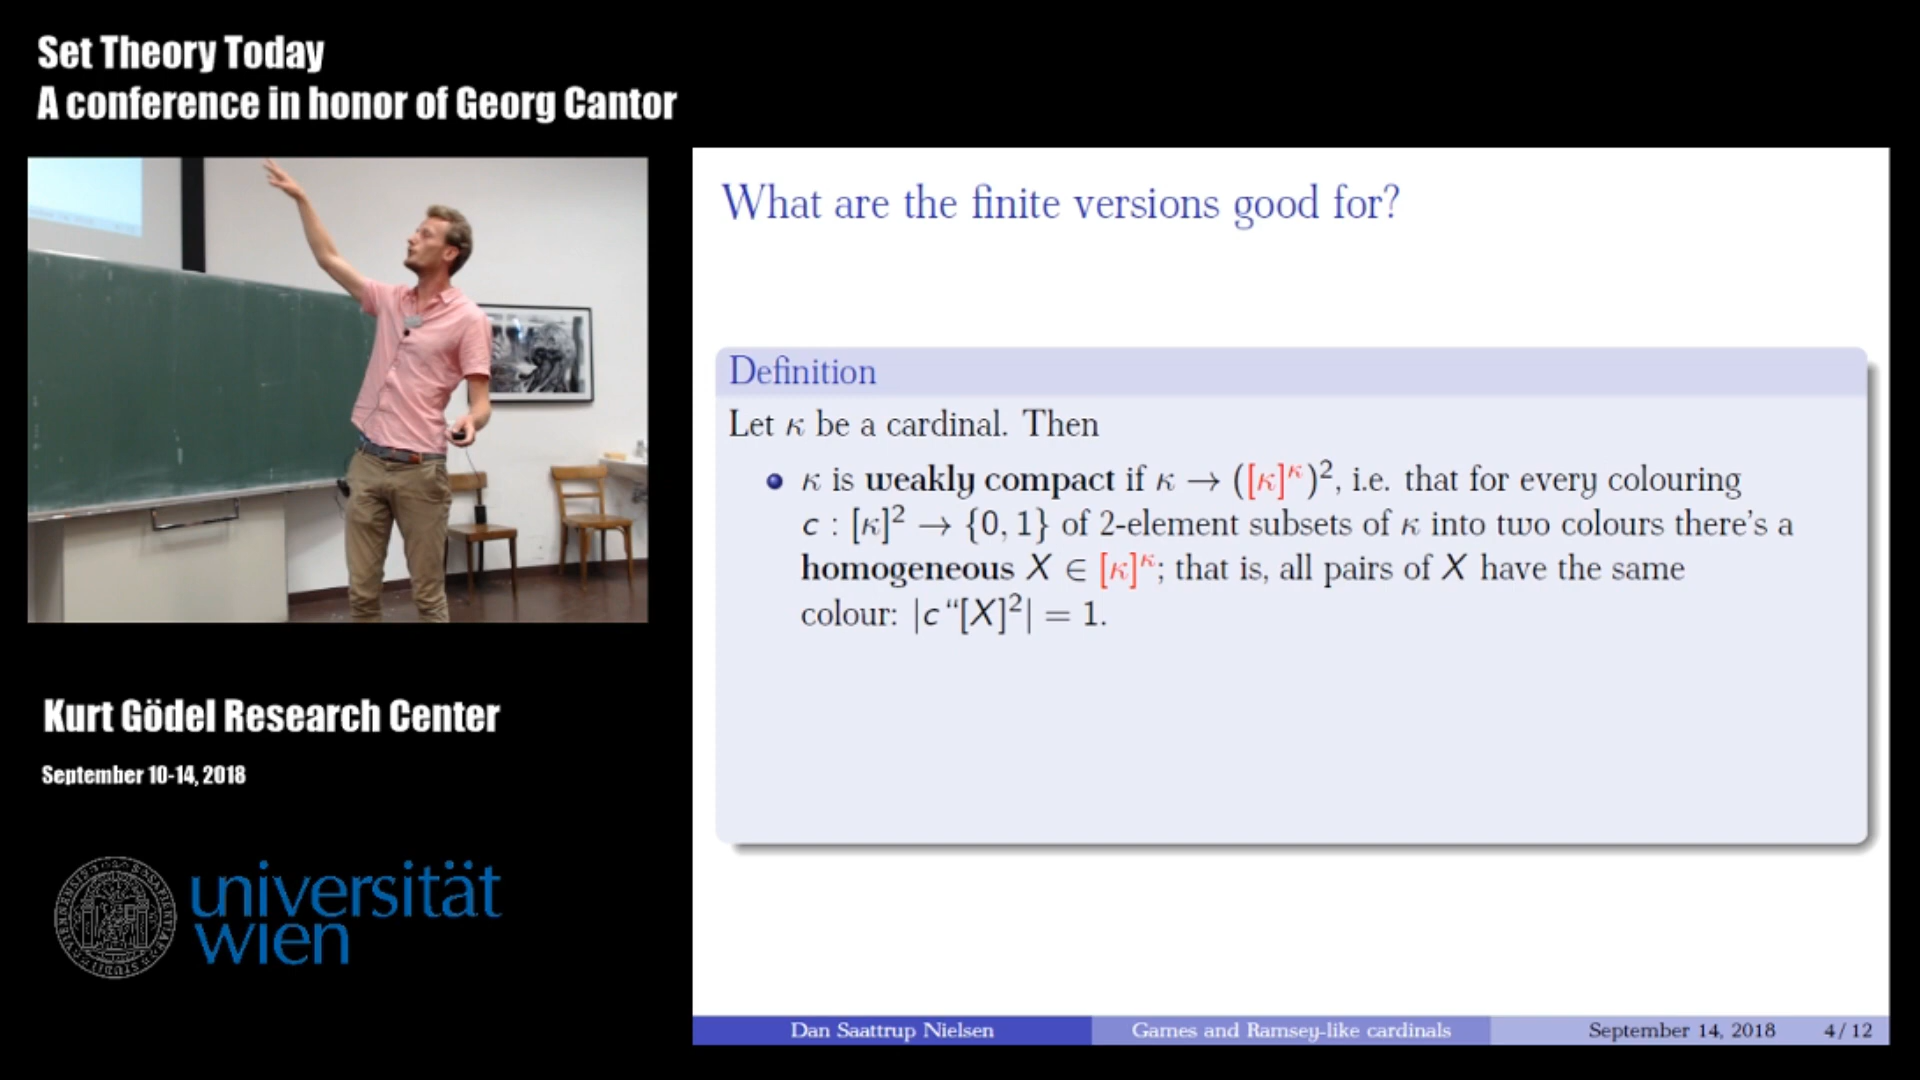 Set Theory Today
A conference in honor of Georg Cantor
What are the finite versions good for?
Definition
Let κ be a cardinal. Then
κ is weakly compact if κ → ([κ]^κ)², i.e. that for every colouring
c : [κ]² → {0, 1} of 2-element subsets of κ into two colours there's a
homogeneous X ∈ [κ]^κ; that is, all pairs of X have the same
colour: |c“[X]²| = 1.
Kurt Gödel Research Center
September 10-14, 2018
universität
wien
Dan Saattrup Nielsen Games and Ramsey-like cardinals September 14, 2018 4 / 12